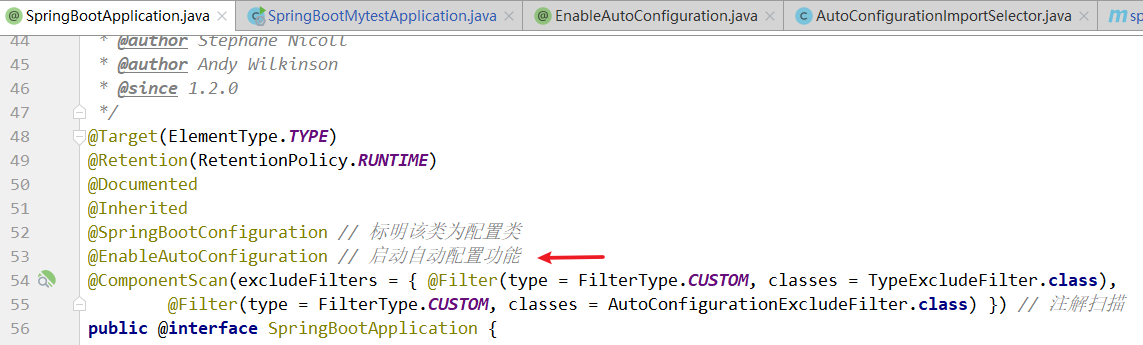 SpringBootApplication.java × SpringBootMytestApplication.java × EnableAutoConfiguration.java × AutoConfigurationImportSelector.java × sp
44 * @author Stephane Nicoll
45 * @author Andy Wilkinson
46 * @since 1.2.0
47 */
48 @Target(ElementType.TYPE)
49 @Retention(RetentionPolicy.RUNTIME)
50 @Documented
51 @Inherited
52 @SpringBootConfiguration // 标明该类为配置类
53 @EnableAutoConfiguration // 启动自动配置功能
54 @ComponentScan(excludeFilters = { @Filter(type = FilterType.CUSTOM, classes = TypeExcludeFilter.class),
55 @Filter(type = FilterType.CUSTOM, classes = AutoConfigurationExcludeFilter.class) }) // 注解扫描
56 public @interface SpringBootApplication {